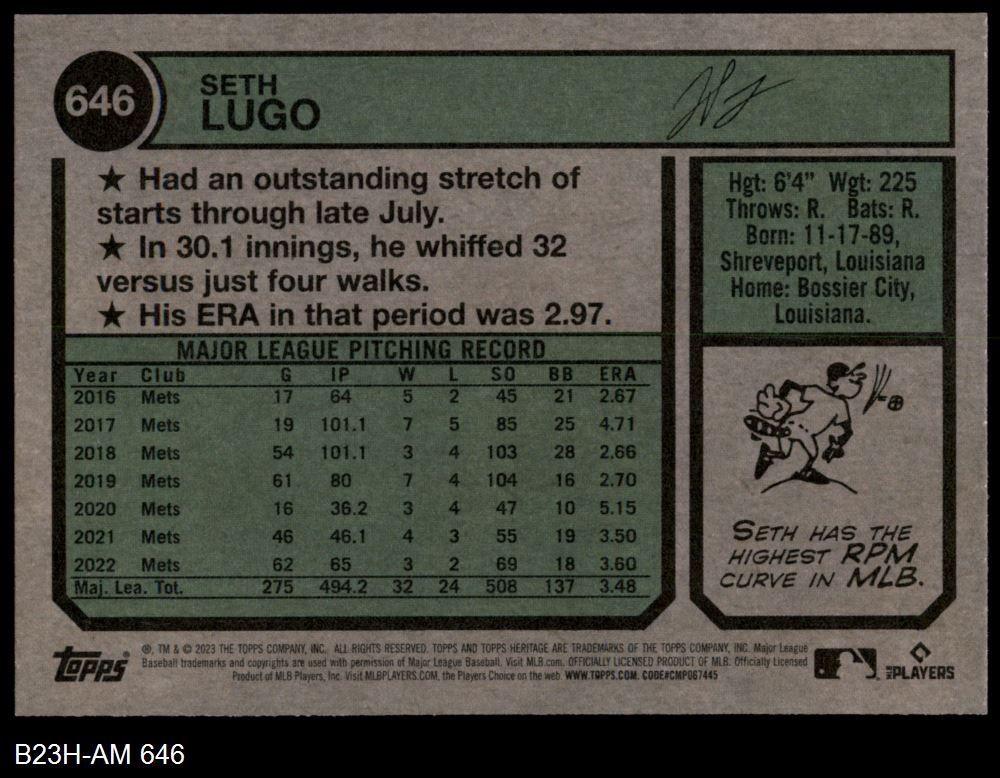 646
SETH
LUGO
★ Had an outstanding stretch of
starts through late July.
★ In 30.1 innings, he whiffed 32
versus just four walks.
★ His ERA in that period was 2.97.
Hgt: 6'4" Wgt: 225
Throws: R. Bats: R.
Born: 11-17-89,
Shreveport, Louisiana
Home: Bossier City,
Louisiana.
MAJOR LEAGUE PITCHING RECORD
Year Club G IP W L SO BB ERA
2016 Mets 17 64 5 2 45 21 2.67
2017 Mets 19 101.1 7 5 85 25 4.71
2018 Mets 54 101.1 3 4 103 28 2.66
2019 Mets 61 80 7 4 104 16 2.70
2020 Mets 16 36.2 3 4 47 10 5.15
2021 Mets 46 46.1 4 3 55 19 3.50
2022 Mets 62 65 3 2 69 18 3.60
Maj. Lea. Tot. 275 494.2 32 24 508 137 3.48
SETH HAS THE
HIGHEST RPM
CURVE IN MLB.
topps
®, TM & © 2023 THE TOPPS COMPANY, INC. ALL RIGHTS RESERVED. TOPPS AND TOPPS HERITAGE ARE TRADEMARKS OF THE TOPPS COMPANY, INC. Major League
Baseball trademarks and copyrights are used with permission of Major League Baseball. Visit MLB.com. OFFICIALLY LICENSED PRODUCT OF MLB. Officially Licensed
Product of MLB Players, Inc. Visit MLBPLAYERS.COM, the Players Choice on the web. WWW.TOPPS.COM. CODE#CMP067445
MLB PLAYERS
B23H-AM 646